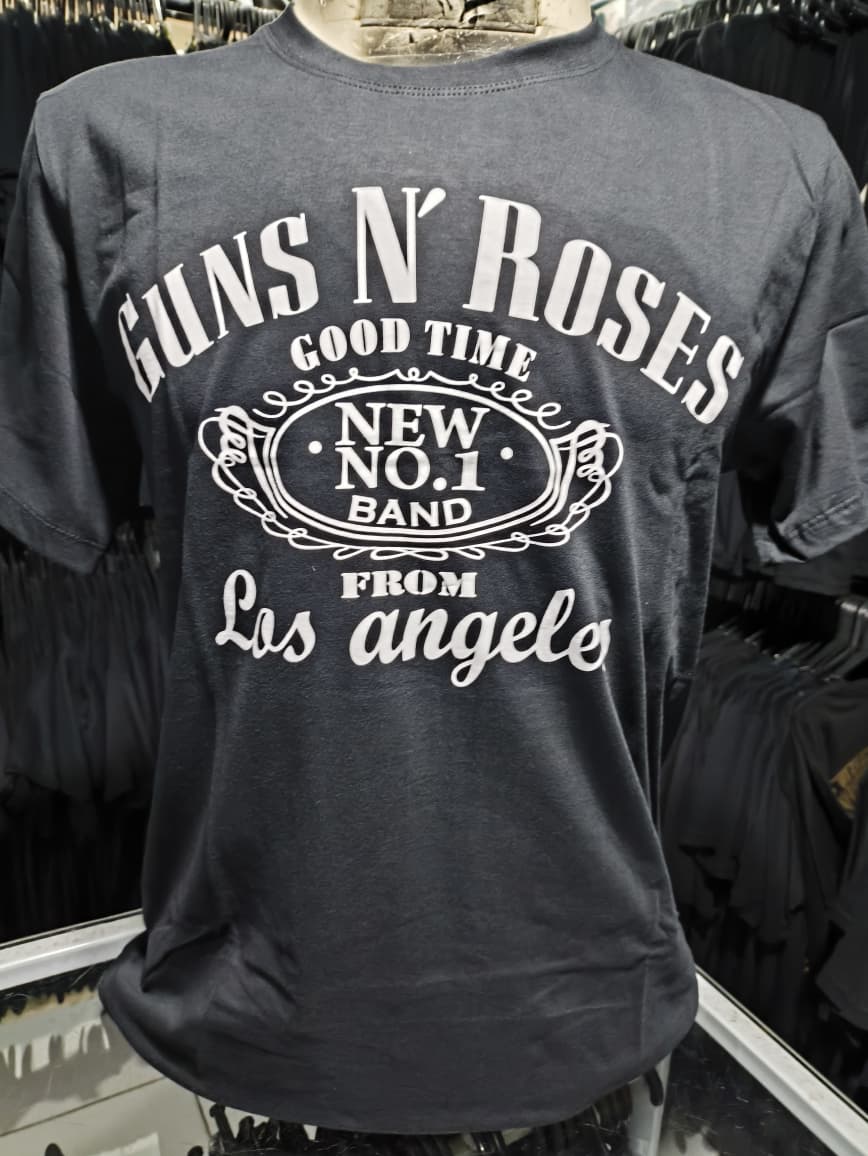 GUNS N' ROSES
GOOD TIME
NEW
NO.1
BAND
FROM
Los angeles